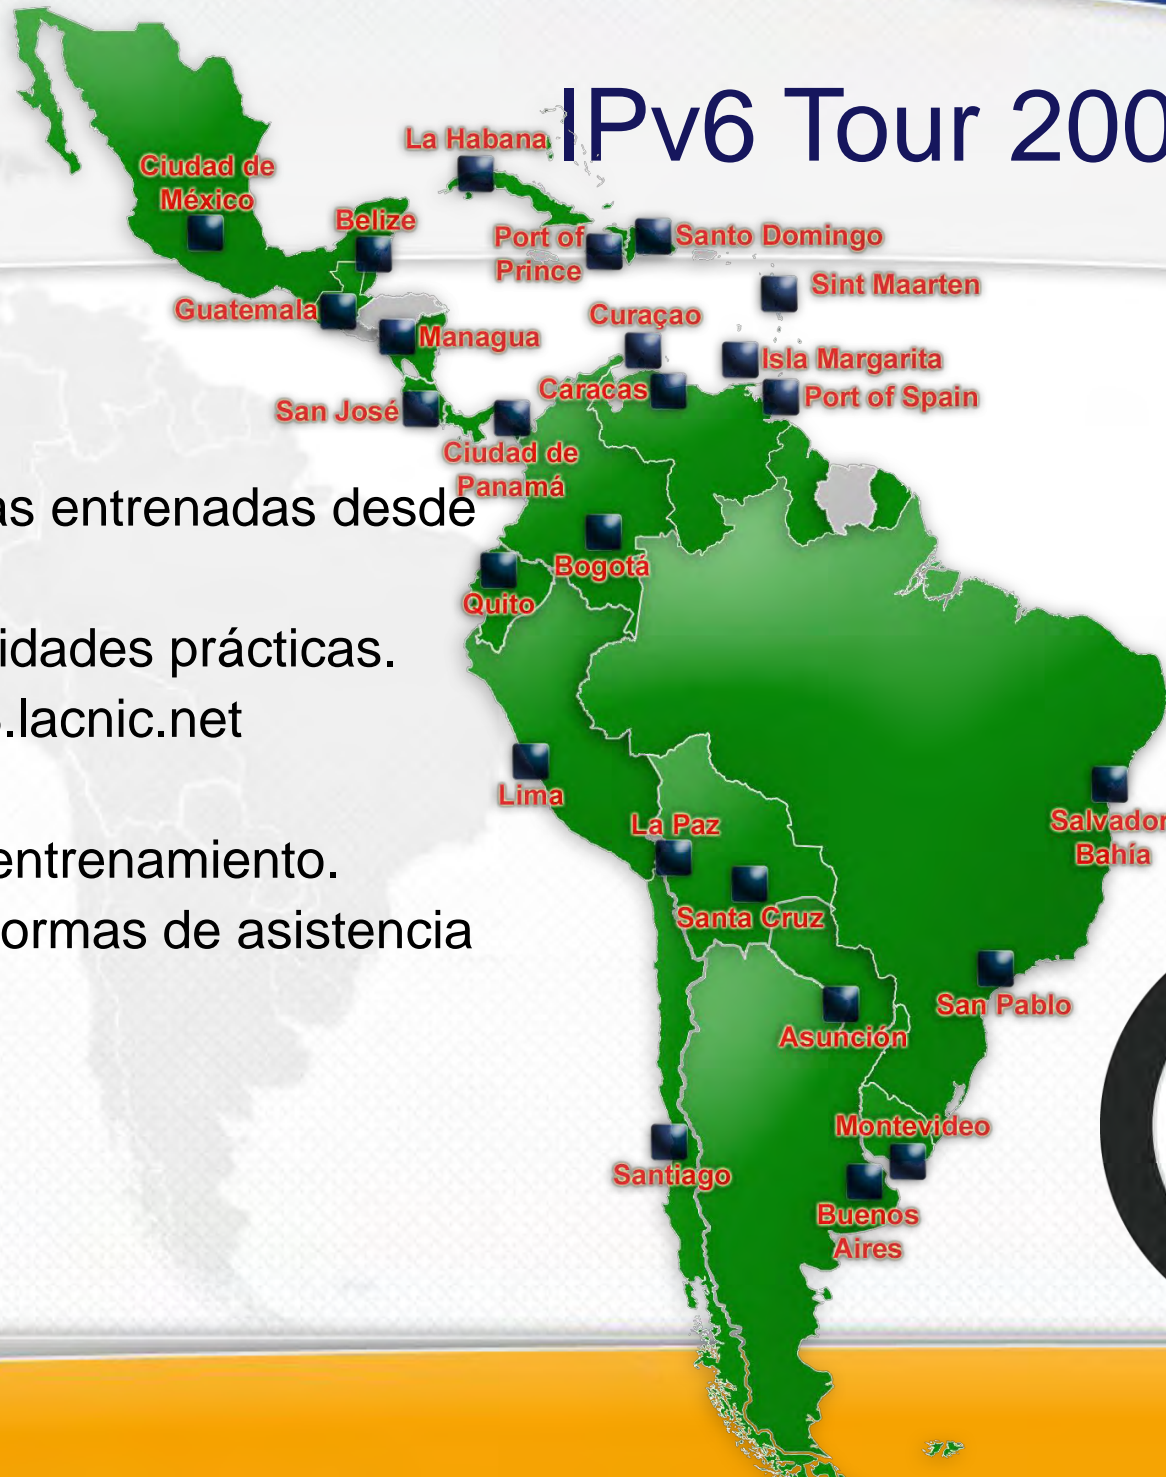 IPv6 Tour 200
La Habana
Ciudad de
México
Belize
Port of
Prince
Santo Domingo
Sint Maarten
Guatemala
Managua
Curaçao
Isla Margarita
Caracas
Port of Spain
San José
Ciudad de
Panamá
as entrenadas desde
Bogotá
Quito
idades prácticas.
.lacnic.net
Lima
La Paz
Salvador
Bahía
entrenamiento.
ormas de asistencia
Santa Cruz
San Pablo
Asunción
Montevideo
Santiago
Buenos
Aires